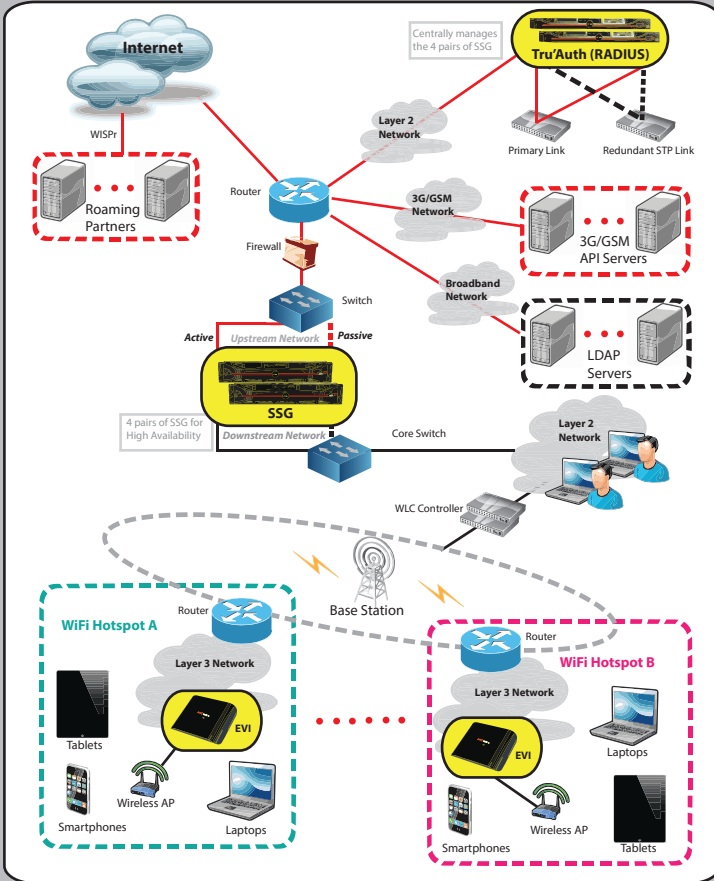 Internet
Centrally manages
the 4 pairs of SSG
Tru'Auth (RADIUS)
WISPr
Layer 2
Network
Primary Link
Redundant STP Link
Roaming
Partners
Router
3G/GSM
Network
3G/GSM
API Servers
Firewall
Broadband
Network
Switch
Active
Upstream Network
Passive
LDAP
Servers
SSG
4 pairs of SSG for
High Availability
Downstream Network
Core Switch
Layer 2
Network
WLC Controller
Base Station
Router
WiFi Hotspot A
Layer 3 Network
EVI
Tablets
Wireless AP
Smartphones
Laptops
Router
WiFi Hotspot B
Layer 3 Network
EVI
Laptops
Wireless AP
Smartphones
Tablets